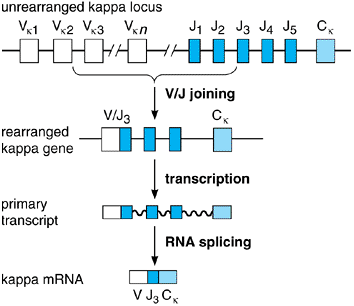 unrearranged kappa locus
Vκ1 Vκ2 Vκ3 Vκn J1 J2 J3 J4 J5 Cκ
V/J joining
V/J3 Cκ
rearranged
kappa gene
transcription
primary
transcript
RNA splicing
kappa mRNA
V J3 Cκ